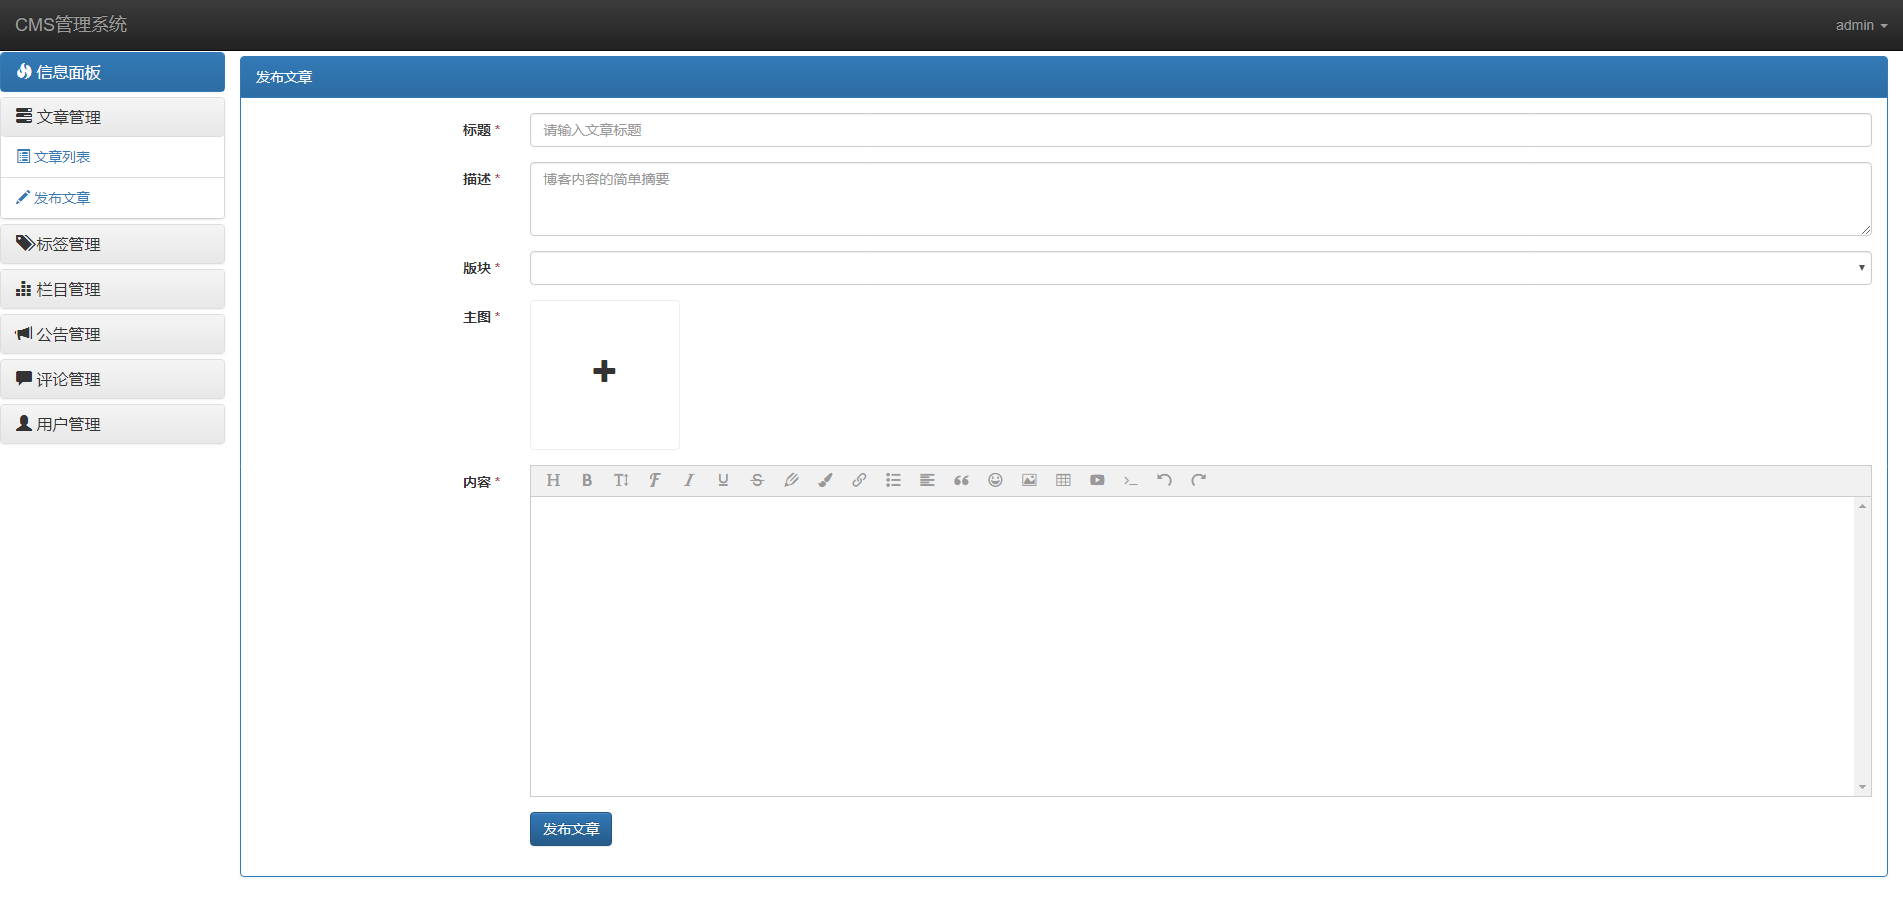 CMS管理系统
admin
信息面板
文章管理
文章列表
发布文章
标签管理
栏目管理
公告管理
评论管理
用户管理
发布文章
标题 *
请输入文章标题
描述 *
博客内容的简单摘要
版块 *
主图 *
内容 *
发布文章